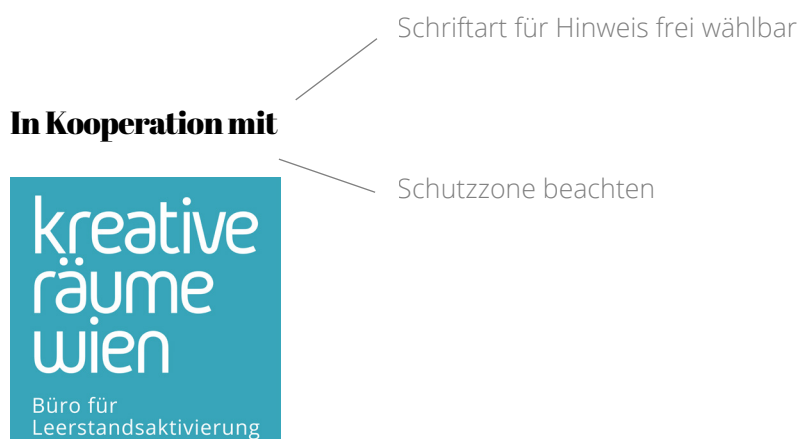 Schriftart für Hinweis frei wählbar
In Kooperation mit
Schutzzone beachten
kreative
räume
wien
Büro für
Leerstandsaktivierung